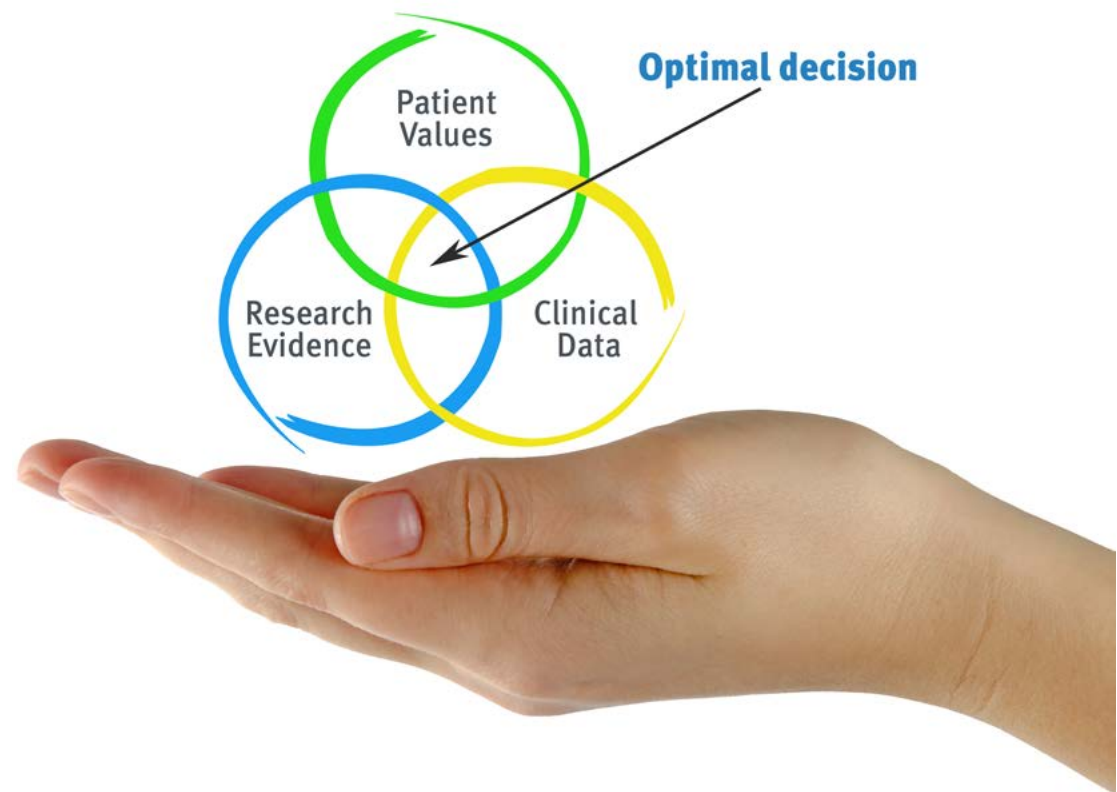 Optimal decision
Patient
Values
Research
Evidence
Clinical
Data